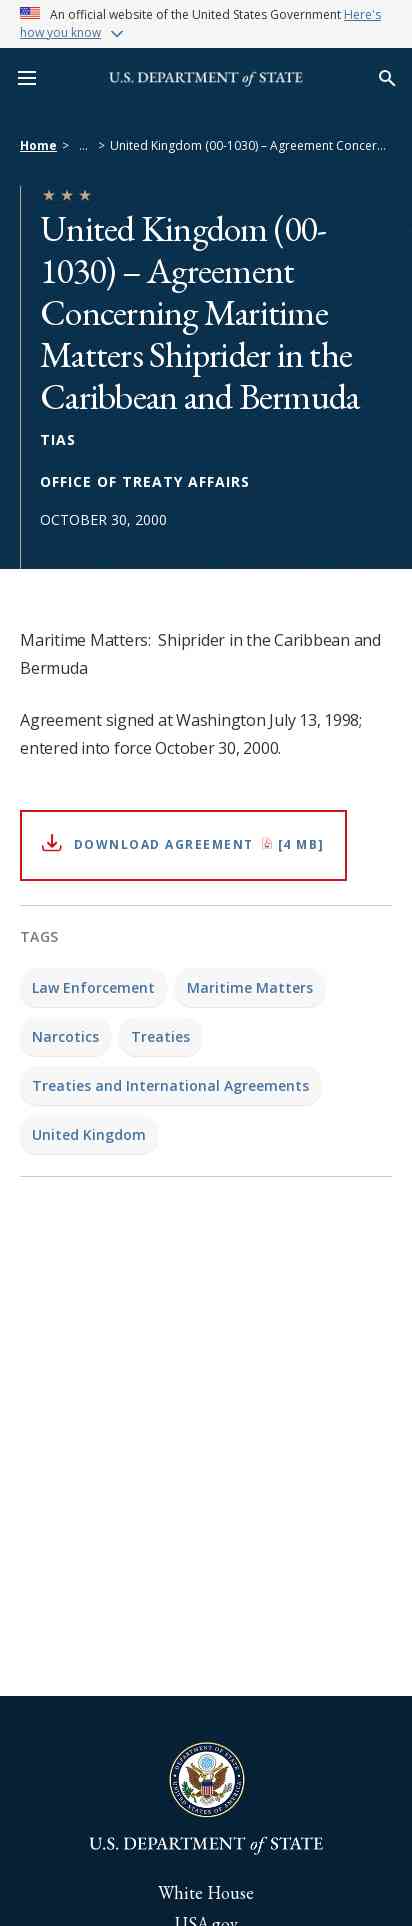 An official website of the United States Government Here's
how you know
U.S. DEPARTMENT of STATE
Home > ... > United Kingdom (00-1030) – Agreement Concer...
United Kingdom (00-
1030) – Agreement
Concerning Maritime
Matters Shiprider in the
Caribbean and Bermuda
TIAS
OFFICE OF TREATY AFFAIRS
OCTOBER 30, 2000
Maritime Matters:  Shiprider in the Caribbean and
Bermuda
Agreement signed at Washington July 13, 1998;
entered into force October 30, 2000.
DOWNLOAD AGREEMENT [4 MB]
TAGS
Law Enforcement Maritime Matters
Narcotics Treaties
Treaties and International Agreements
United Kingdom
DEPARTMENT OF STATE
UNITED STATES OF AMERICA
U.S. DEPARTMENT of STATE
White House
USA.gov